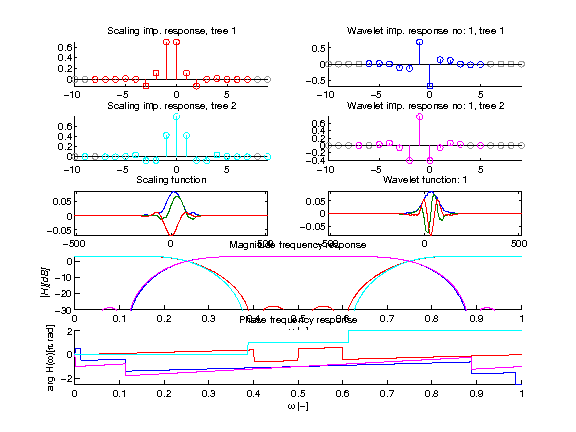 Scaling imp. response, tree 1
0.6
0.4
0.2
0
−10 −5 0 5
Wavelet imp. response no: 1, tree 1
0.5
0
−0.5
−10 −5 0 5
Scaling imp. response, tree 2
0.6
0.4
0.2
0
−10 −5 0 5
Wavelet imp. response no: 1, tree 2
0.6
0.4
0.2
0
−0.2
−0.4
−10 −5 0 5
Scaling function
0.05
0
−0.05
−500 0 500
Wavelet function: 1
0.05
0
−0.05
−500 0 500
Magnitude frequency response
|H|[dB]
0
−10
−20
−30
0 0.1 0.2 0.3 0.4 0.5 0.6 0.7 0.8 0.9 1
Phase frequency response
arg H(ω)[π rad]
2
0
−2
0 0.1 0.2 0.3 0.4 0.5 0.6 0.7 0.8 0.9 1
ω [−]